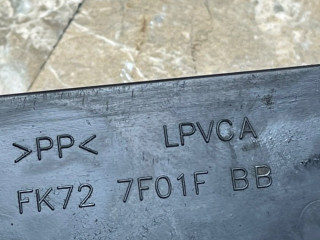 >PP< LPVCA
FK72 7F01F BB